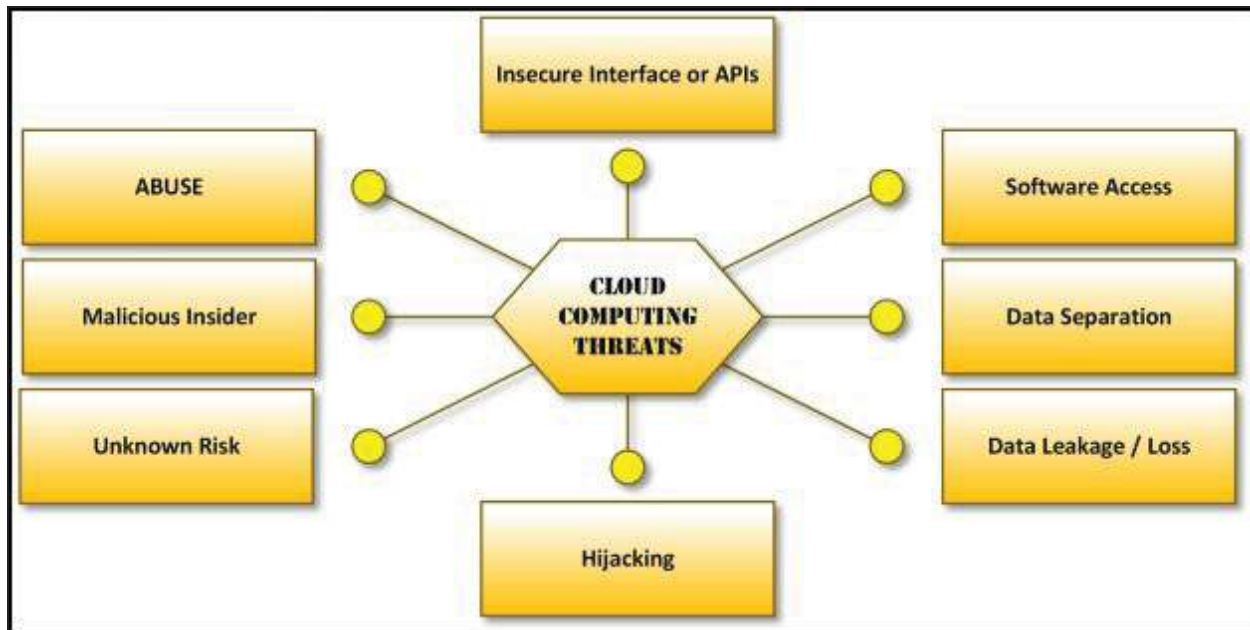 Insecure Interface or APIs
ABUSE
Software Access
CLOUD
COMPUTING
THREATS
Malicious Insider
Data Separation
Unknown Risk
Data Leakage / Loss
Hijacking